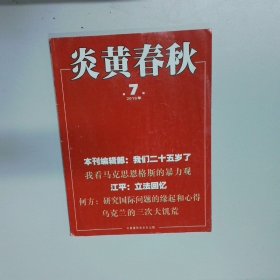 炎黄春秋
第7期
2016年
本刊编辑部:我们二十五岁了
我看马克思恩格斯的暴力观
江平:立法回忆
何方:研究国际问题的缘起和心得
乌克兰的三次大饥荒